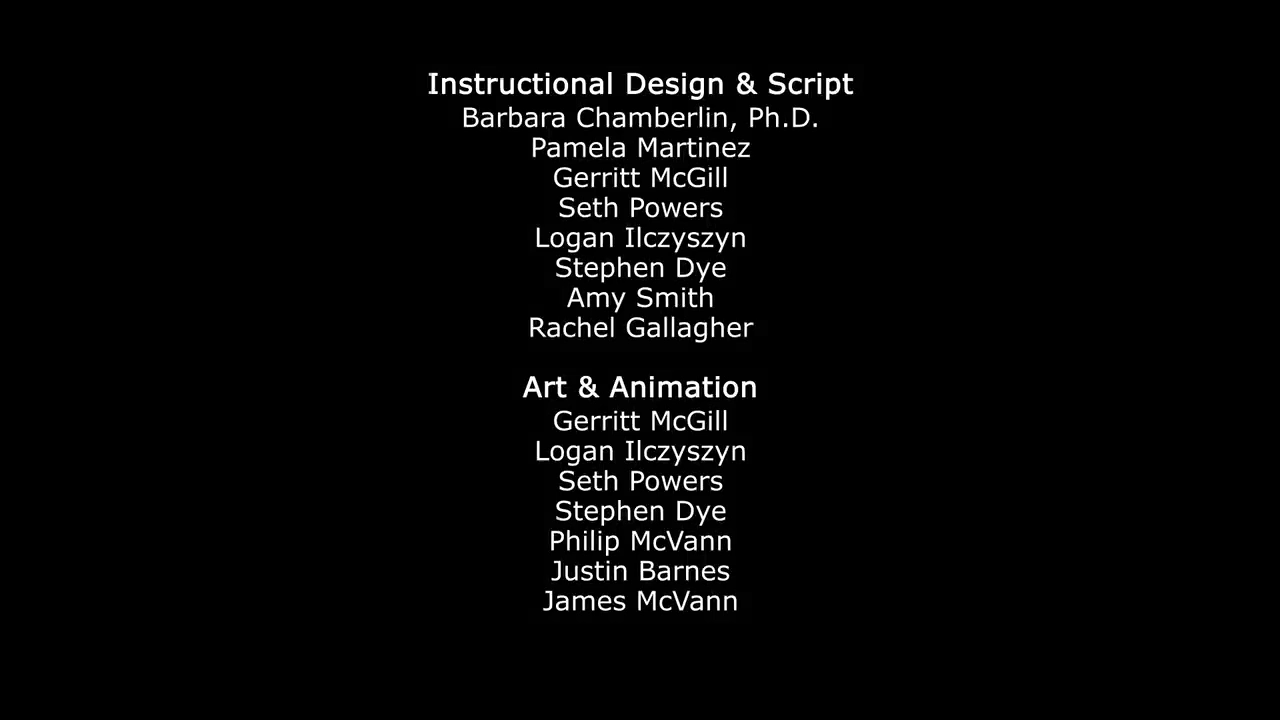 Instructional Design & Script
Barbara Chamberlin, Ph.D.
Pamela Martinez
Gerritt McGill
Seth Powers
Logan Ilczyszyn
Stephen Dye
Amy Smith
Rachel Gallagher
Art & Animation
Gerritt McGill
Logan Ilczyszyn
Seth Powers
Stephen Dye
Philip McVann
Justin Barnes
James McVann